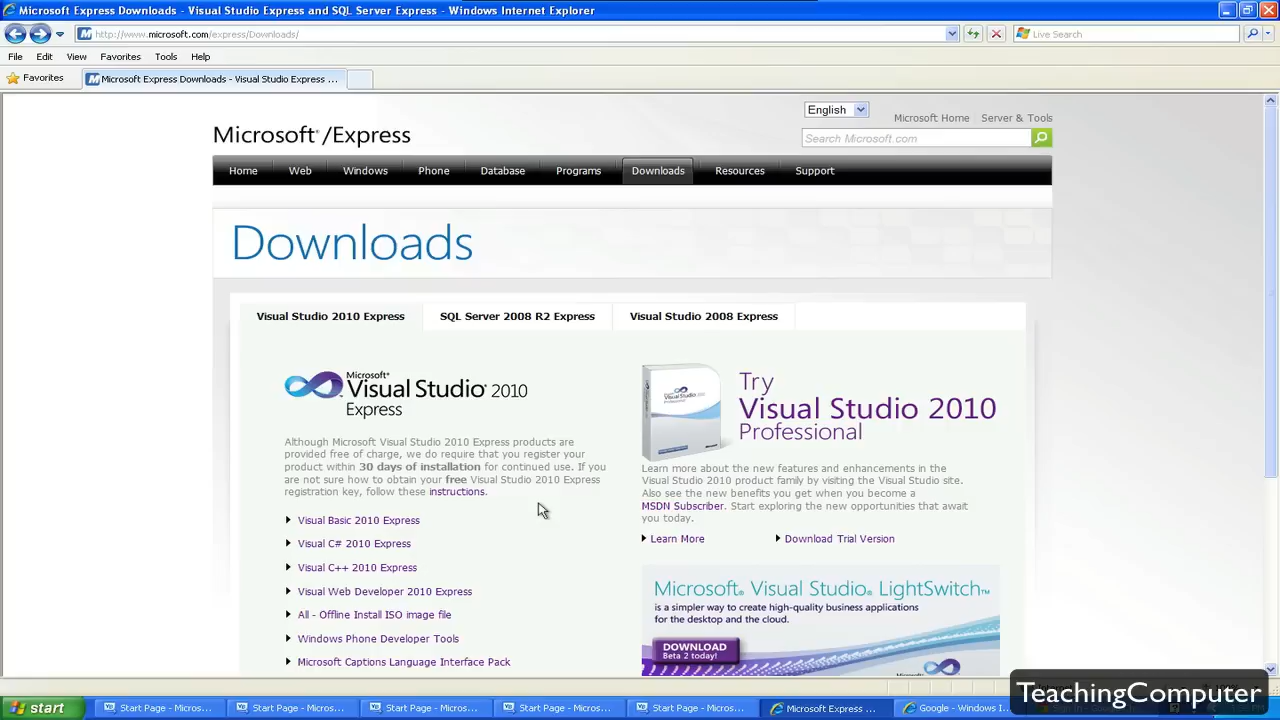 Microsoft Express Downloads - Visual Studio Express and SQL Server Express - Windows Internet Explorer
http://www.microsoft.com/express/Downloads/
Live Search
File Edit View Favorites Tools Help
Favorites
Microsoft Express Downloads - Visual Studio Express ...
English
Microsoft Home Server & Tools
Microsoft® /Express
Search Microsoft.com
Home Web Windows Phone Database Programs Downloads Resources Support
Downloads
Visual Studio 2010 Express SQL Server 2008 R2 Express Visual Studio 2008 Express
Microsoft®
Visual Studio® 2010
Express
Although Microsoft Visual Studio 2010 Express products are
provided free of charge, we do require that you register your
product within 30 days of installation for continued use. If you
are not sure how to obtain your free Visual Studio 2010 Express
registration key, follow these instructions.
Visual Basic 2010 Express
Visual C# 2010 Express
Visual C++ 2010 Express
Visual Web Developer 2010 Express
All - Offline Install ISO image file
Windows Phone Developer Tools
Microsoft Captions Language Interface Pack
Try
Visual Studio 2010
Professional
Learn more about the new features and enhancements in the
Visual Studio 2010 product family by visiting the Visual Studio site.
Also see the new benefits you get when you become a
MSDN Subscriber. Start exploring the new opportunities that await
you today.
Learn More Download Trial Version
Microsoft® Visual Studio® LightSwitch™
is a simpler way to create high-quality business applications
for the desktop and the cloud.
DOWNLOAD
Beta 2 today!
Microsoft®
TeachingComputer
start
Start Page - Micros...
Start Page - Micros...
Start Page - Micros...
Start Page - Micros...
Start Page - Micros...
Microsoft Express ...
Google - Windows I...